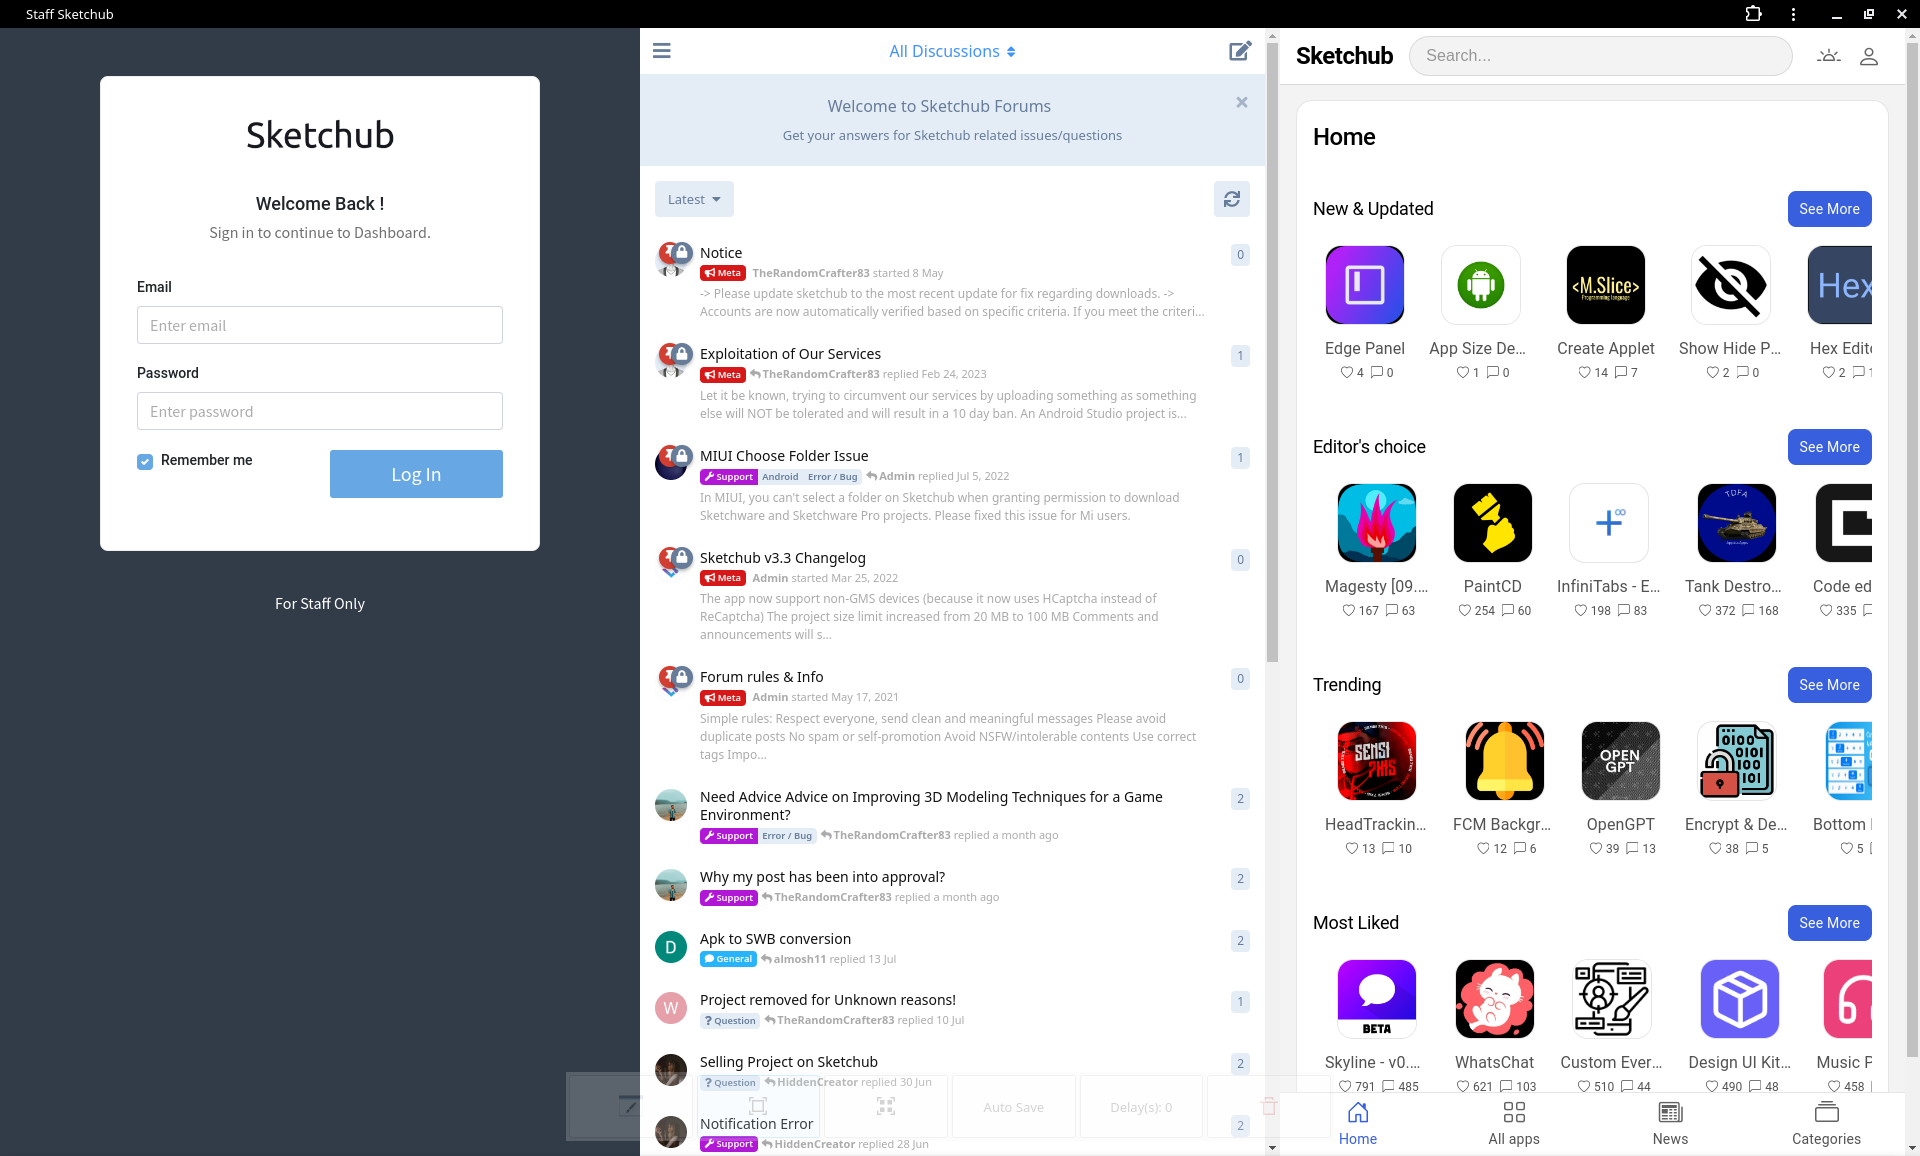 Staff Sketchub
Sketchub
Welcome Back !
Sign in to continue to Dashboard.
Email
Enter email
Password
Enter password
Remember me
Log In
For Staff Only
All Discussions
Welcome to Sketchub Forums
Get your answers for Sketchub related issues/questions
Latest
Notice
0
Meta TheRandomCrafter83 started 8 May
-> Please update sketchub to the most recent update for fix regarding downloads. ->
Accounts are now automatically verified based on specific criteria. If you meet the criteri...
Exploitation of Our Services
1
Meta TheRandomCrafter83 replied Feb 24, 2023
Let it be known, trying to circumvent our services by uploading something as something
else will NOT be tolerated and will result in a 10 day ban. An Android Studio project is...
MIUI Choose Folder Issue
1
Support Android Error / Bug Admin replied Jul 5, 2022
In MIUI, you can't select a folder on Sketchub when granting permission to download
Sketchware and Sketchware Pro projects. Please fixed this issue for Mi users.
Sketchub v3.3 Changelog
0
Meta Admin started Mar 25, 2022
The app now support non-GMS devices (because it now uses HCaptcha instead of
ReCaptcha) The project size limit increased from 20 MB to 100 MB Comments and
announcements will s...
Forum rules & Info
0
Meta Admin started May 17, 2021
Simple rules: Respect everyone, send clean and meaningful messages Please avoid
duplicate posts No spam or self-promotion Avoid NSFW/intolerable contents Use correct
tags Impo...
Need Advice Advice on Improving 3D Modeling Techniques for a Game
Environment?
2
Support Error / Bug TheRandomCrafter83 replied a month ago
Why my post has been into approval?
2
Support TheRandomCrafter83 replied a month ago
D
Apk to SWB conversion
2
General almosh11 replied 13 Jul
W
Project removed for Unknown reasons!
1
? Question TheRandomCrafter83 replied 10 Jul
Selling Project on Sketchub
2
? Question HiddenCreator replied 30 Jun
Auto Save
Delay(s): 0
Notification Error
2
Support HiddenCreator replied 28 Jun
Sketchub
Search...
Home
New & Updated
See More
<M.Slice>
Programming language
Hex
Edge Panel
App Size De...
Create Applet
Show Hide P...
Hex Edit
4 0
1 0
14 7
2 0
2 1
Editor's choice
See More
TDFA
Magesty [09....
PaintCD
InfiniTabs - E...
Tank Destro...
Code ed
167 63
254 60
198 83
372 168
335
Trending
See More
SENSI
OPEN
GPT
HeadTrackin...
FCM Backgr...
OpenGPT
Encrypt & De...
Bottom
13 10
12 6
39 13
38 5
5
Most Liked
See More
BETA
Skyline - v0....
WhatsChat
Custom Ever...
Design UI Kit...
Music P
791 485
621 103
510 44
490 48
458
Home
All apps
News
Categories